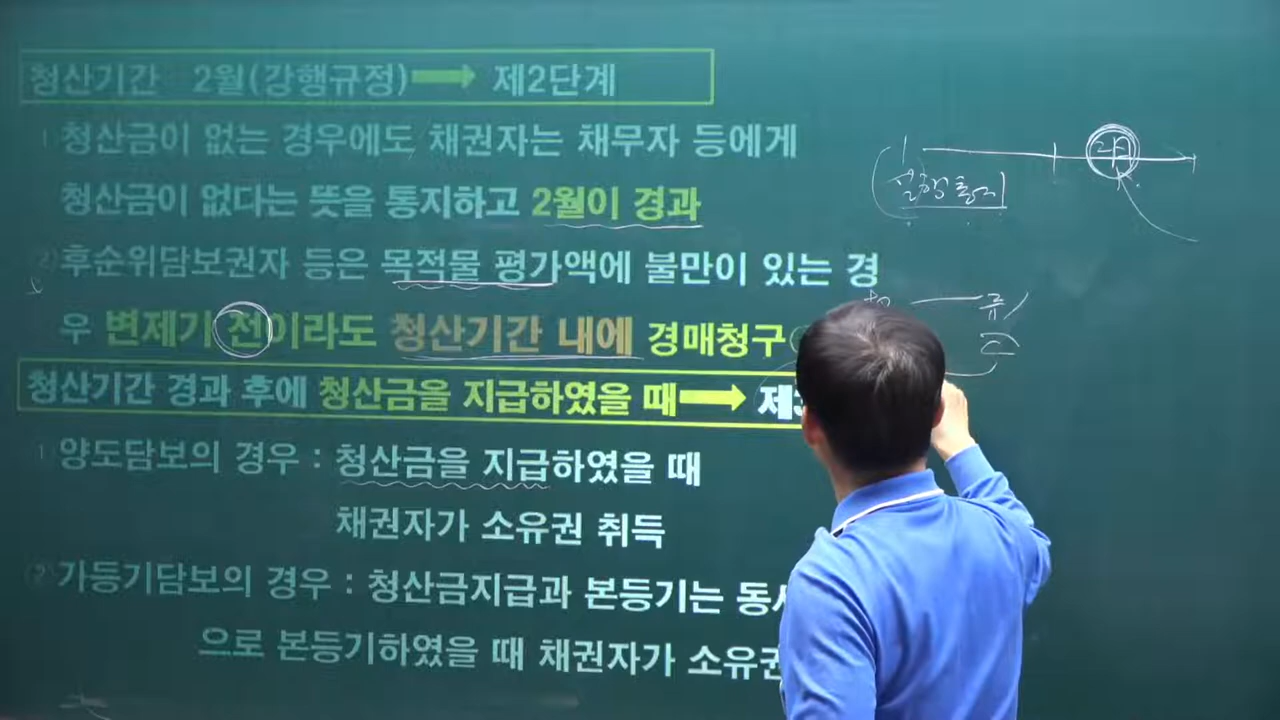 청산기간 2월(강행규정) → 제2단계
1) 청산금이 없는 경우에도 채권자는 채무자 등에게
청산금이 없다는 뜻을 통지하고 2월이 경과
2) 후순위담보권자 등은 목적물 평가액에 불만이 있는 경
우 변제기 전이라도 청산기간 내에 경매청구
청산기간 경과 후에 청산금을 지급하였을 때 →
1) 양도담보의 경우 : 청산금을 지급하였을 때
채권자가 소유권 취득
(2) 가등기담보의 경우 : 청산금지급과 본등기는
으로 본등기하였을 때 채권자가
2月
실행통지